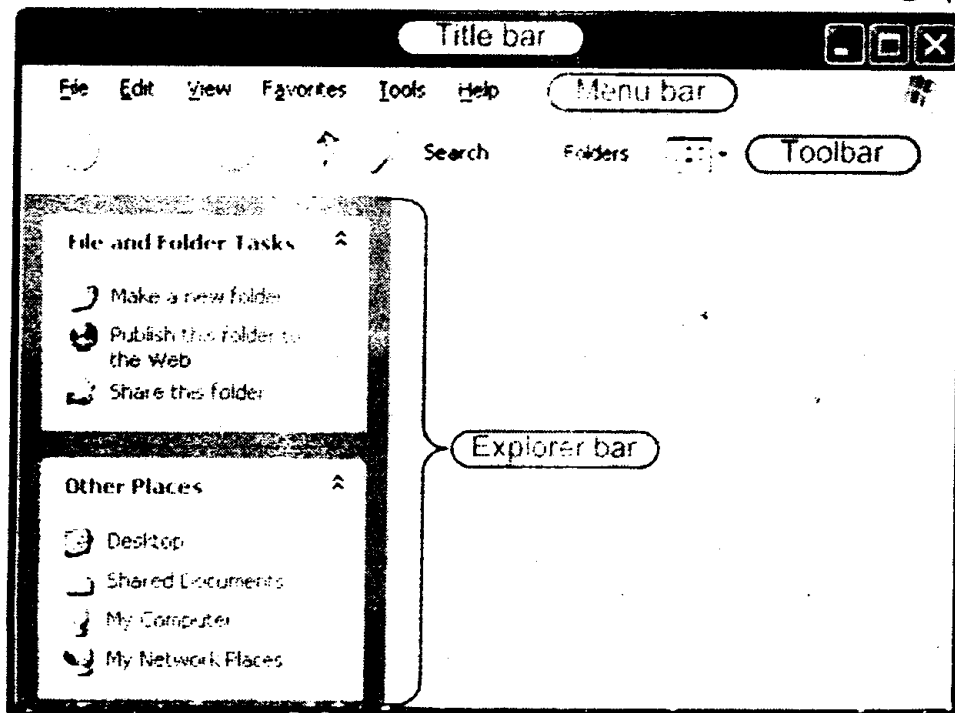 Title bar
File Edit View Favorites Tools Help Menu bar
Search Folders Toolbar
File and Folder Tasks
Make a new folder
Publish this folder to
the Web
Share this folder
Explorer bar
Other Places
Desktop
Shared Documents
My Computer
My Network Places